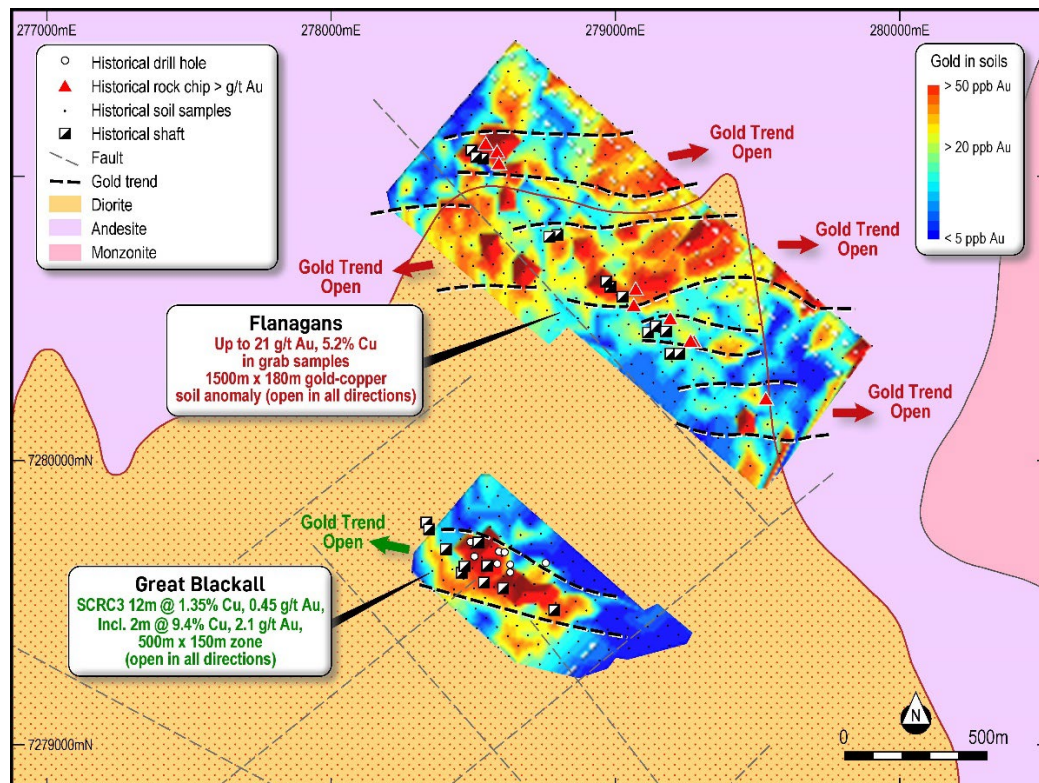 277000mE
278000mE
279000mE
280000mE
Historical drill hole
Historical rock chip > g/t Au
Historical soil samples
Historical shaft
Fault
Gold trend
Diorite
Andesite
Monzonite
Gold in soils
> 50 ppb Au
> 20 ppb Au
< 5 ppb Au
Gold Trend
Open
Gold Trend
Open
Gold Trend
Open
Flanagans
Up to 21 g/t Au, 5.2% Cu
in grab samples
1500m x 180m gold-copper
soil anomaly (open in all directions)
Gold Trend
Open
7280000mN
Gold Trend
Open
Great Blackall
SCRC3 12m @ 1.35% Cu, 0.45 g/t Au,
Incl. 2m @ 9.4% Cu, 2.1 g/t Au,
500m x 150m zone
(open in all directions)
N
0
500m
7279000mN